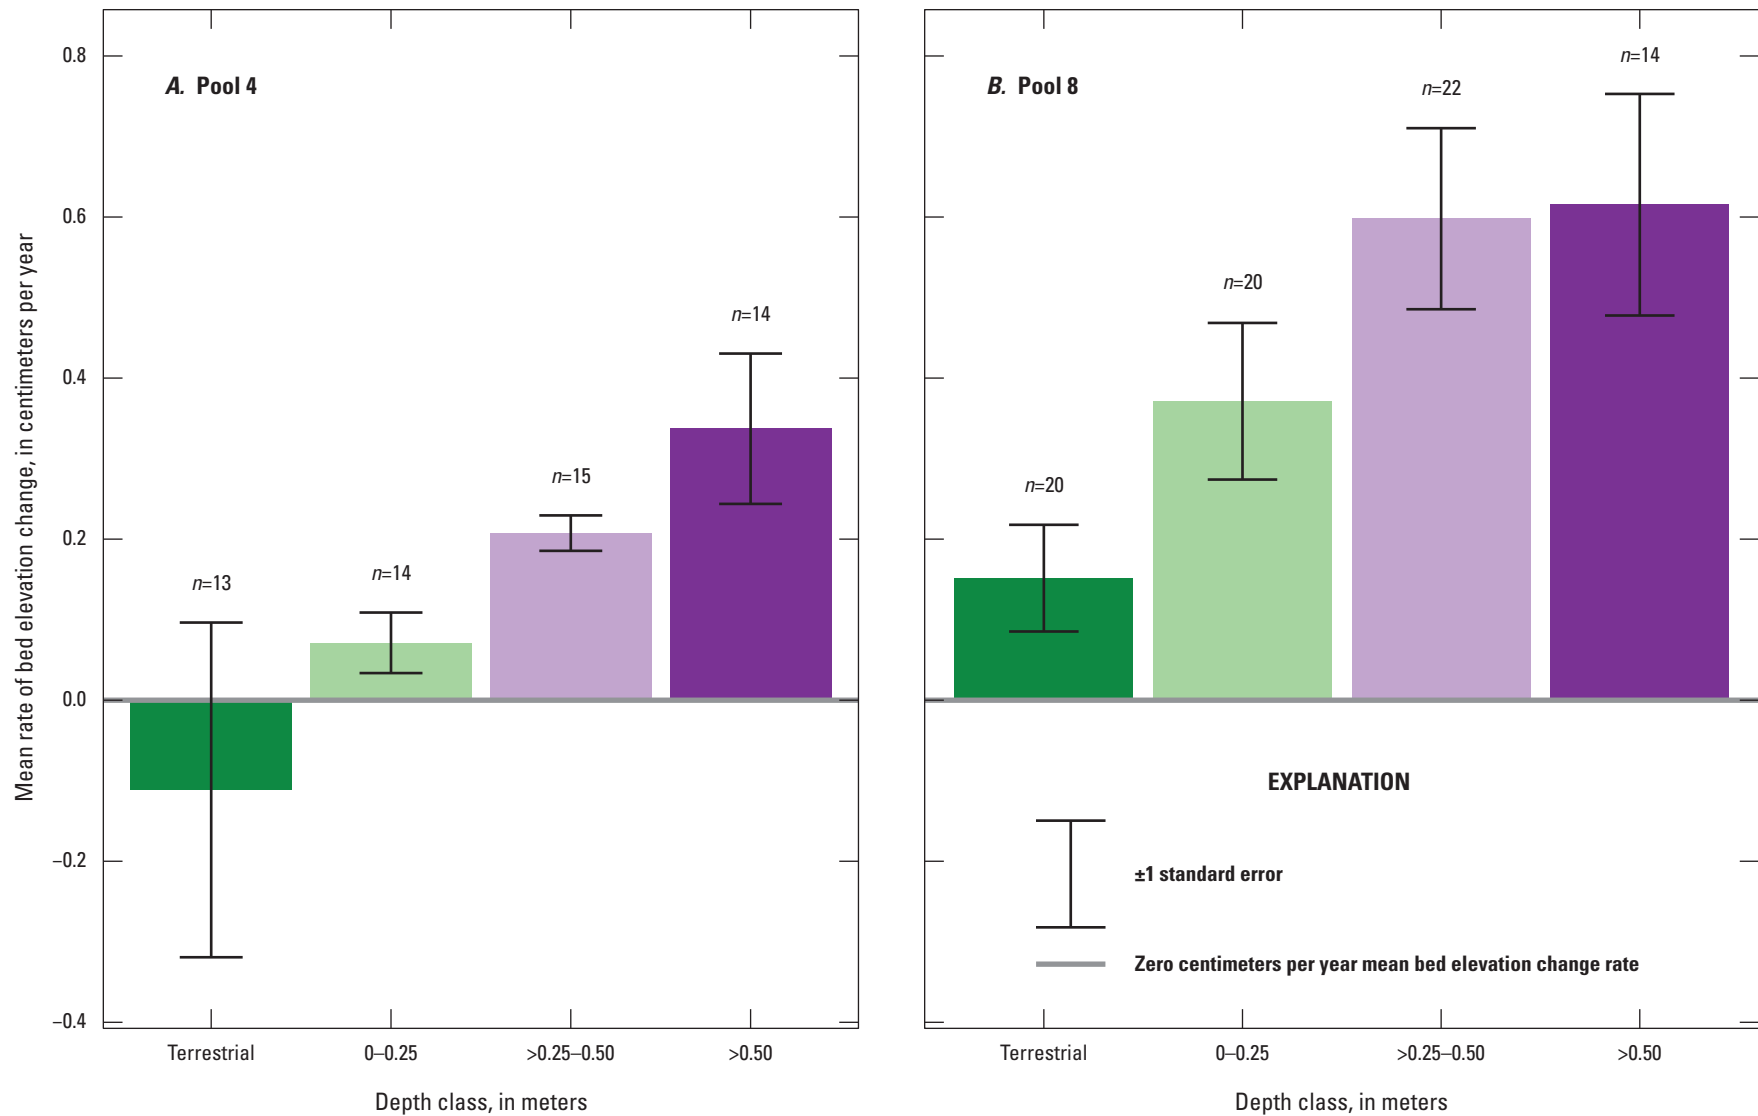 Mean rate of bed elevation change, in centimeters per year
0.8
0.6
0.4
0.2
0.0
−0.2
−0.4
A. Pool 4
n=13
n=14
n=15
n=14
Terrestrial
0–0.25
>0.25–0.50
>0.50
Depth class, in meters
B. Pool 8
n=20
n=20
n=22
n=14
EXPLANATION
±1 standard error
Zero centimeters per year mean bed elevation change rate
Terrestrial
0–0.25
>0.25–0.50
>0.50
Depth class, in meters